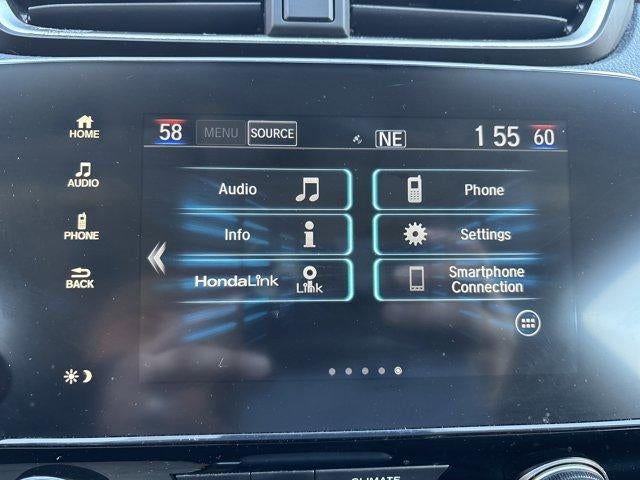 58 MENU SOURCE NE 1 55 60
HOME
AUDIO
PHONE
BACK
Audio
Phone
Info
Settings
HondaLink
Link
Smartphone
Connection
CLIMATE